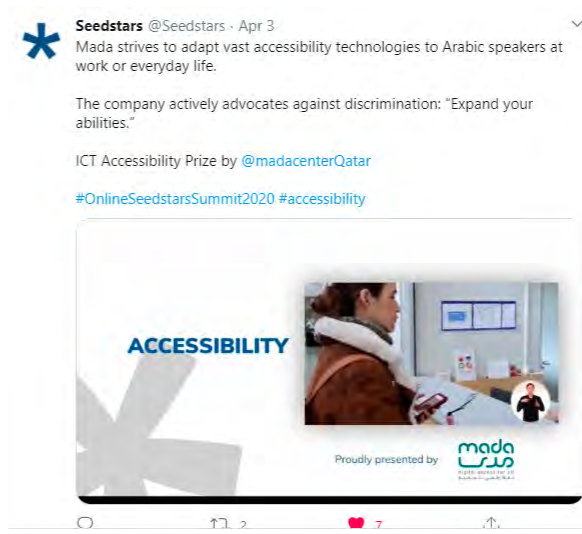 Seedstars @Seedstars · Apr 3
Mada strives to adapt vast accessibility technologies to Arabic speakers at
work or everyday life.
The company actively advocates against discrimination: "Expand your
abilities."
ICT Accessibility Prize by @madacenterQatar
#OnlineSeedstarsSummit2020 #accessibility
ACCESSIBILITY
Proudly presented by
mada
مدى
2
7